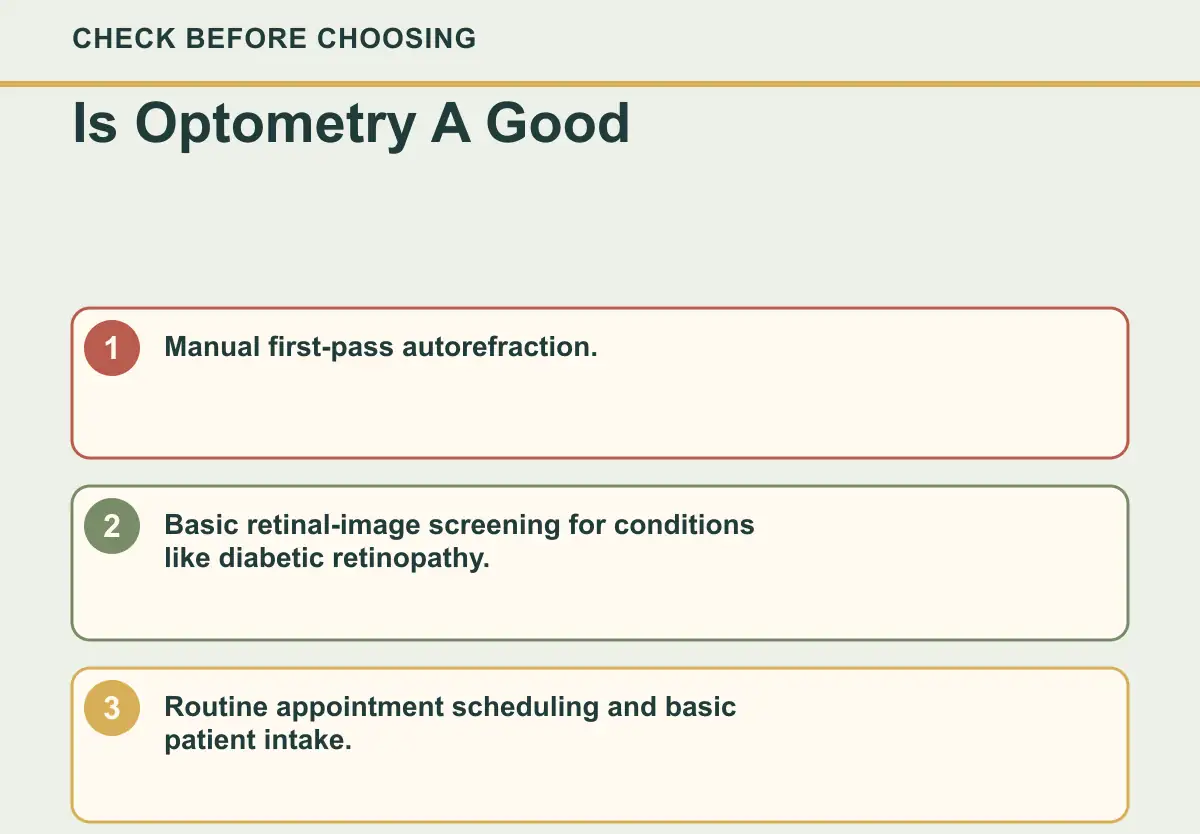 CHECK BEFORE CHOOSING
Is Optometry A Good
1
Manual first-pass autorefraction.
2
Basic retinal-image screening for conditions
like diabetic retinopathy.
3
Routine appointment scheduling and basic
patient intake.